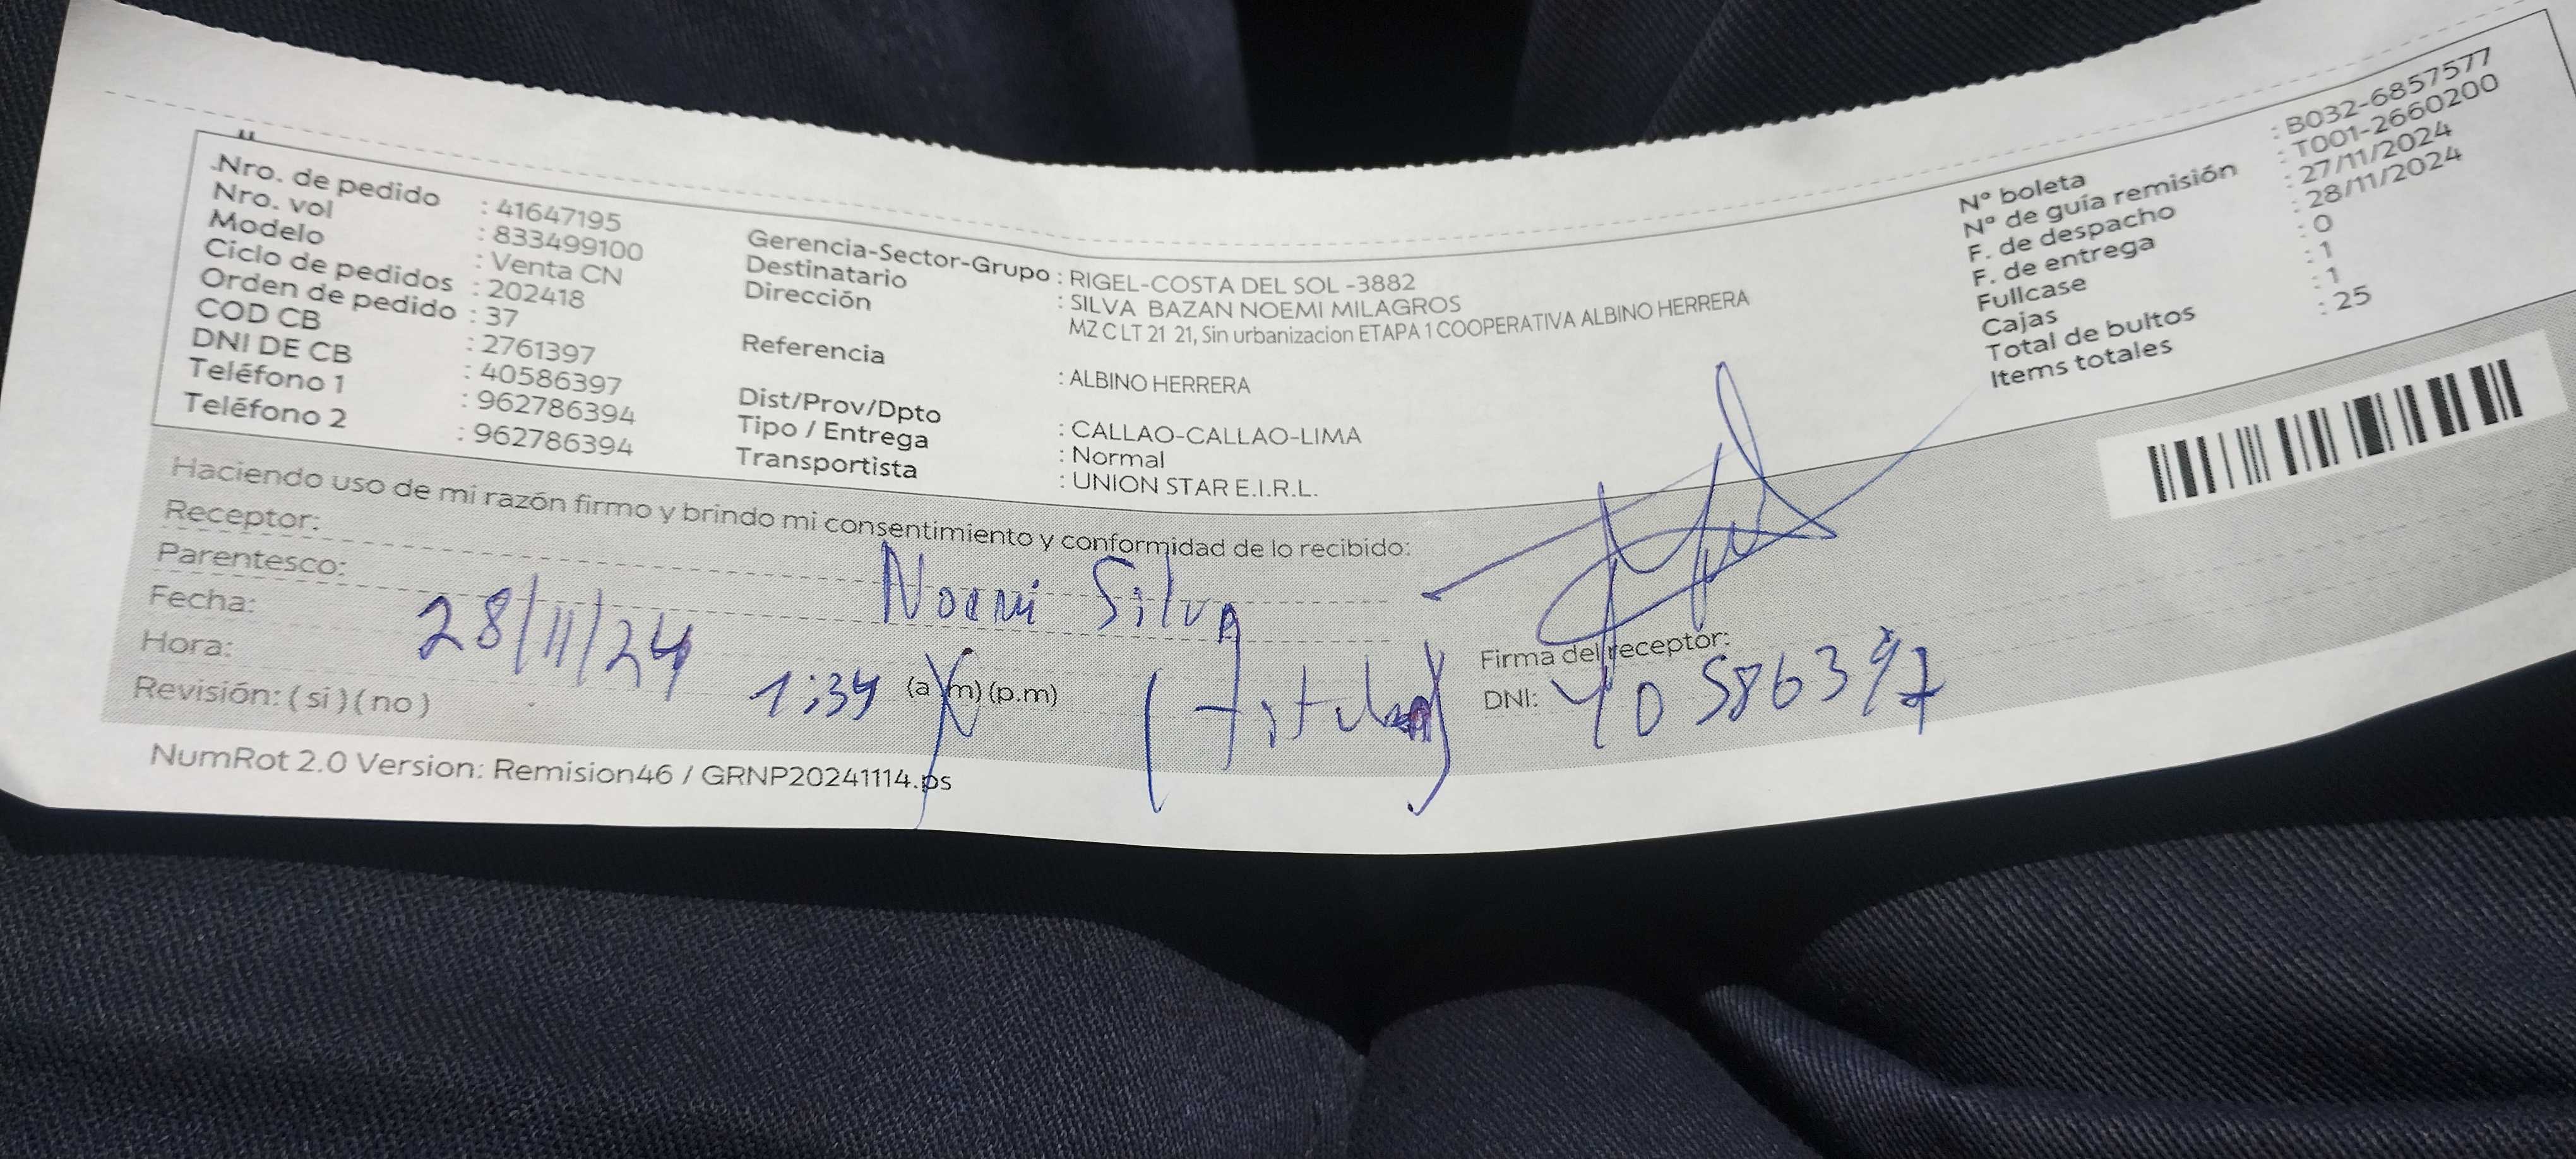 .Nro. de pedido : 41647195
Nro. vol : 833499100
Modelo : Venta CN
Ciclo de pedidos : 202418
Orden de pedido : 37
COD CB : 2761397
DNI DE CB : 40586397
Teléfono 1 : 962786394
Teléfono 2 : 962786394
Gerencia-Sector-Grupo : RIGEL-COSTA DEL SOL -3882
Destinatario : SILVA BAZAN NOEMI MILAGROS
Dirección MZ C LT 21 21, Sin urbanizacion ETAPA 1 COOPERATIVA ALBINO HERRERA
Referencia : ALBINO HERRERA
Dist/Prov/Dpto : CALLAO-CALLAO-LIMA
Tipo / Entrega : Normal
Transportista : UNION STAR E.I.R.L.
N° boleta : B032-6857577
N° de guía remisión : T001-2660200
F. de despacho : 27/11/2024
F. de entrega : 28/11/2024
Fullcase : 0
Cajas : 1
Total de bultos : 1
Items totales : 25
Haciendo uso de mi razón firmo y brindo mi consentimiento y conformidad de lo recibido:
Receptor: Noemi Silva
Parentesco:
Fecha: 28/11/24
Hora: 1:34 (a.m) (p.m)
(titular)
Revisión: ( si ) ( no )
Firma del receptor:
DNI: 40586397
NumRot 2.0 Version: Remision46 / GRNP20241114.ps